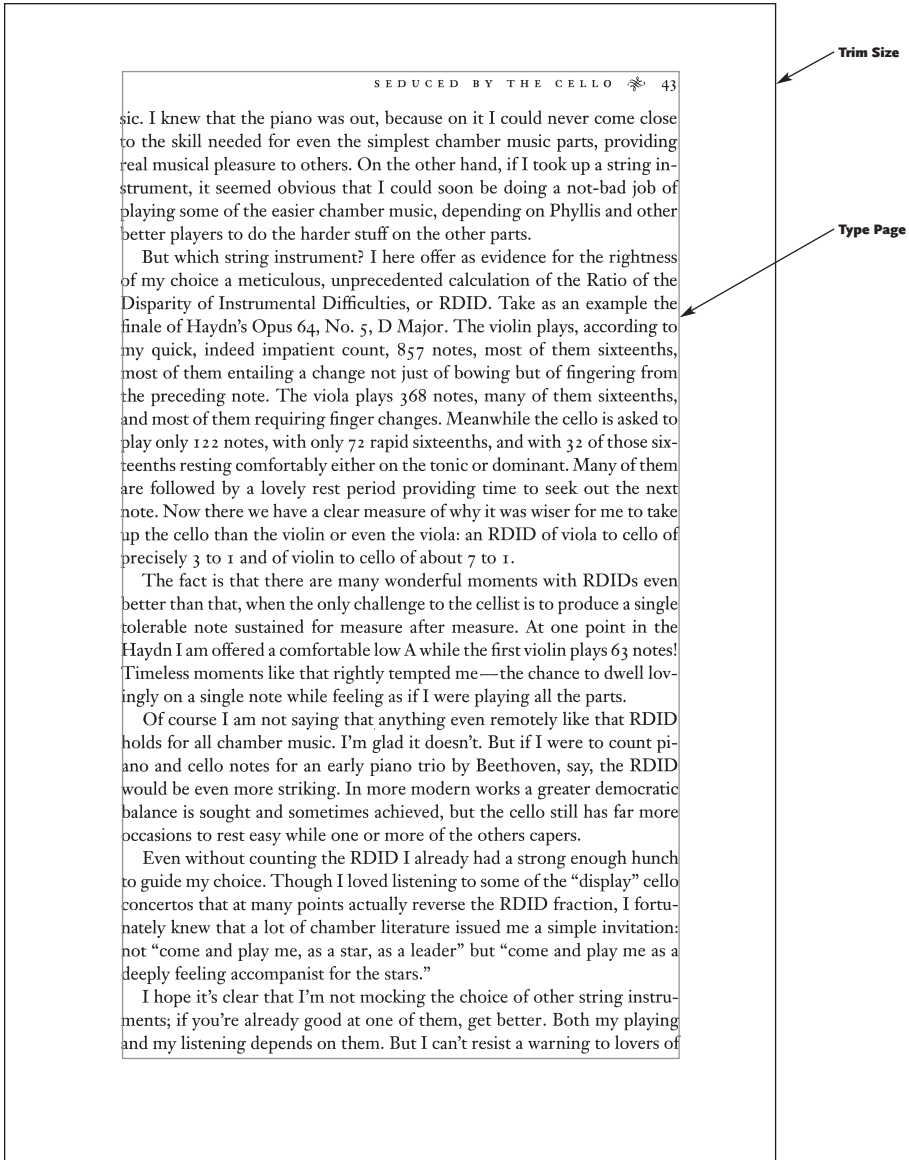 Trim Size
SEDUCED BY THE CELLO 43
sic. I knew that the piano was out, because on it I could never come close
to the skill needed for even the simplest chamber music parts, providing
real musical pleasure to others. On the other hand, if I took up a string in-
strument, it seemed obvious that I could soon be doing a not-bad job of
playing some of the easier chamber music, depending on Phyllis and other
better players to do the harder stuff on the other parts.
Type Page
But which string instrument? I here offer as evidence for the rightness
of my choice a meticulous, unprecedented calculation of the Ratio of the
Disparity of Instrumental Difficulties, or RDID. Take as an example the
finale of Haydn’s Opus 64, No. 5, D Major. The violin plays, according to
my quick, indeed impatient count, 857 notes, most of them sixteenths,
most of them entailing a change not just of bowing but of fingering from
the preceding note. The viola plays 368 notes, many of them sixteenths,
and most of them requiring finger changes. Meanwhile the cello is asked to
play only 122 notes, with only 72 rapid sixteenths, and with 32 of those six-
teenths resting comfortably either on the tonic or dominant. Many of them
are followed by a lovely rest period providing time to seek out the next
note. Now there we have a clear measure of why it was wiser for me to take
up the cello than the violin or even the viola: an RDID of viola to cello of
precisely 3 to 1 and of violin to cello of about 7 to 1.
The fact is that there are many wonderful moments with RDIDs even
better than that, when the only challenge to the cellist is to produce a single
tolerable note sustained for measure after measure. At one point in the
Haydn I am offered a comfortable low A while the first violin plays 63 notes!
Timeless moments like that rightly tempted me—the chance to dwell lov-
ingly on a single note while feeling as if I were playing all the parts.
Of course I am not saying that anything even remotely like that RDID
holds for all chamber music. I’m glad it doesn’t. But if I were to count pi-
ano and cello notes for an early piano trio by Beethoven, say, the RDID
would be even more striking. In more modern works a greater democratic
balance is sought and sometimes achieved, but the cello still has far more
occasions to rest easy while one or more of the others capers.
Even without counting the RDID I already had a strong enough hunch
to guide my choice. Though I loved listening to some of the “display” cello
concertos that at many points actually reverse the RDID fraction, I fortu-
nately knew that a lot of chamber literature issued me a simple invitation:
not “come and play me, as a star, as a leader” but “come and play me as a
deeply feeling accompanist for the stars.”
I hope it’s clear that I’m not mocking the choice of other string instru-
ments; if you’re already good at one of them, get better. Both my playing
and my listening depends on them. But I can’t resist a warning to lovers of